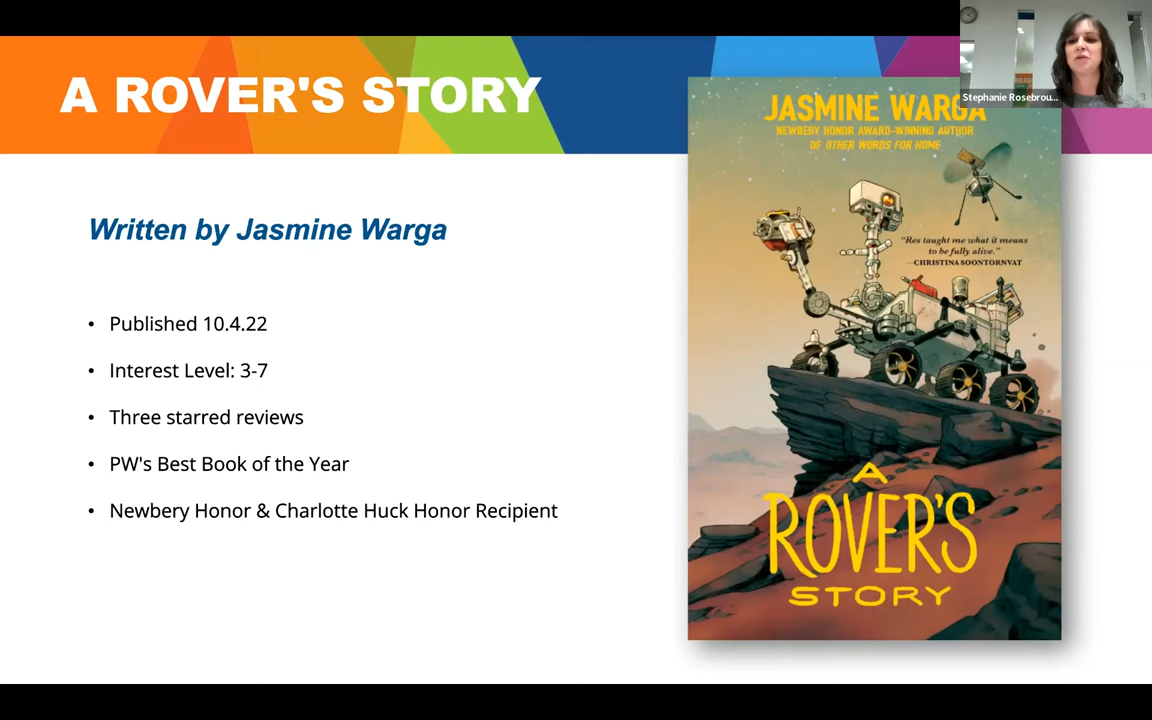 A ROVER'S STORY
Written by Jasmine Warga
• Published 10.4.22
• Interest Level: 3-7
• Three starred reviews
• PW's Best Book of the Year
• Newbery Honor & Charlotte Huck Honor Recipient
JASMINE WARGA
NEWBERY HONOR AWARD-WINNING AUTHOR
OF OTHER WORDS FOR HOME
“Res taught me what it means
to be fully alive.”
—CHRISTINA SOONTORNVAT
A
ROVER'S
STORY
Stephanie Rosebrou...